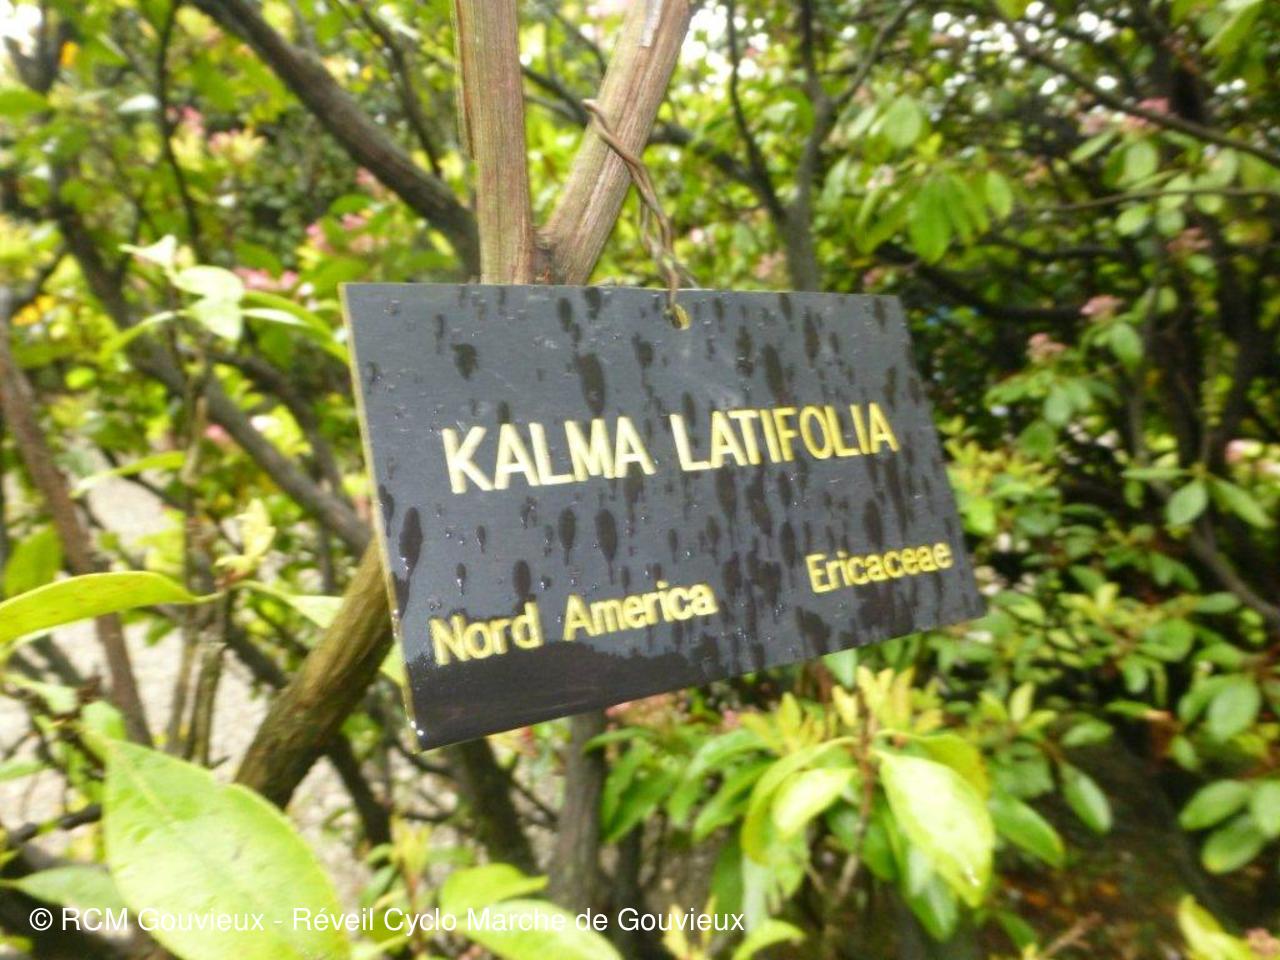 KALMA LATIFOLIA
Nord America Ericaceae
© RCM Gouvieux - Réveil Cyclo Marche de Gouvieux